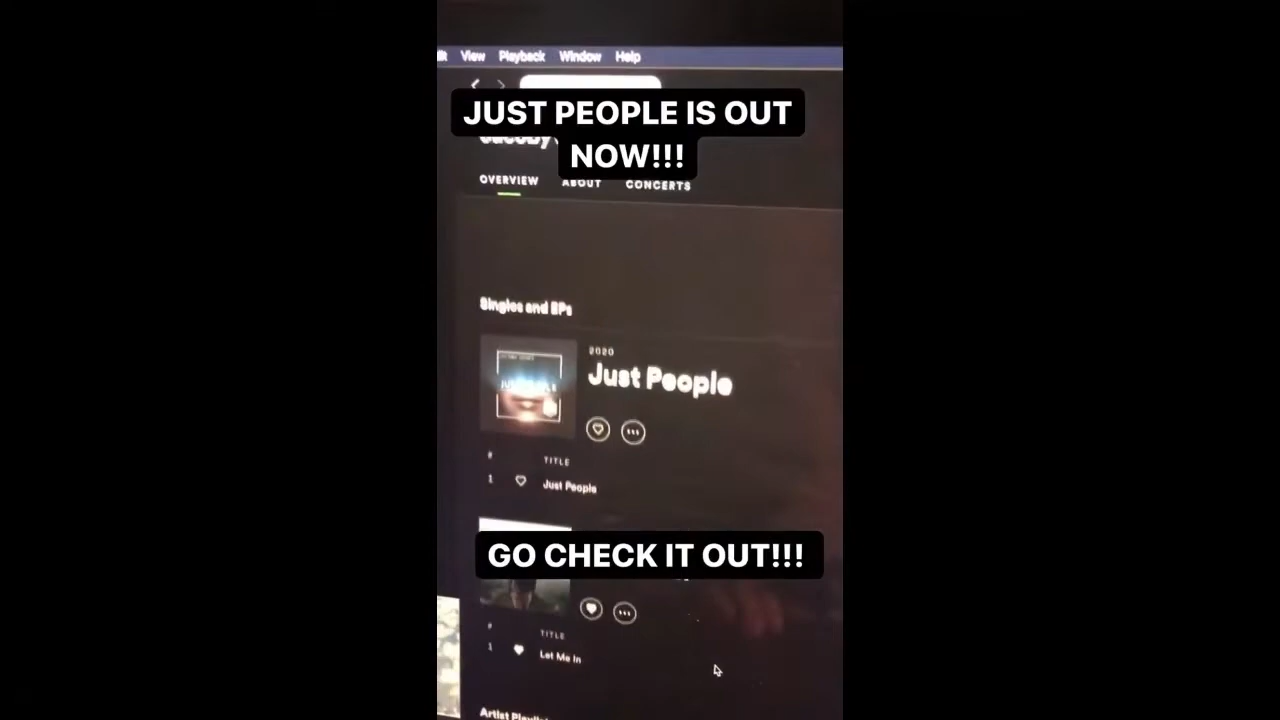 View Playback Window Help
JUST PEOPLE IS OUT
NOW!!!
OVERVIEW ABOUT CONCERTS
Singles and EPs
2020
Just People
# TITLE
1 Just People
GO CHECK IT OUT!!!
# TITLE
1 Let Me In
Artist